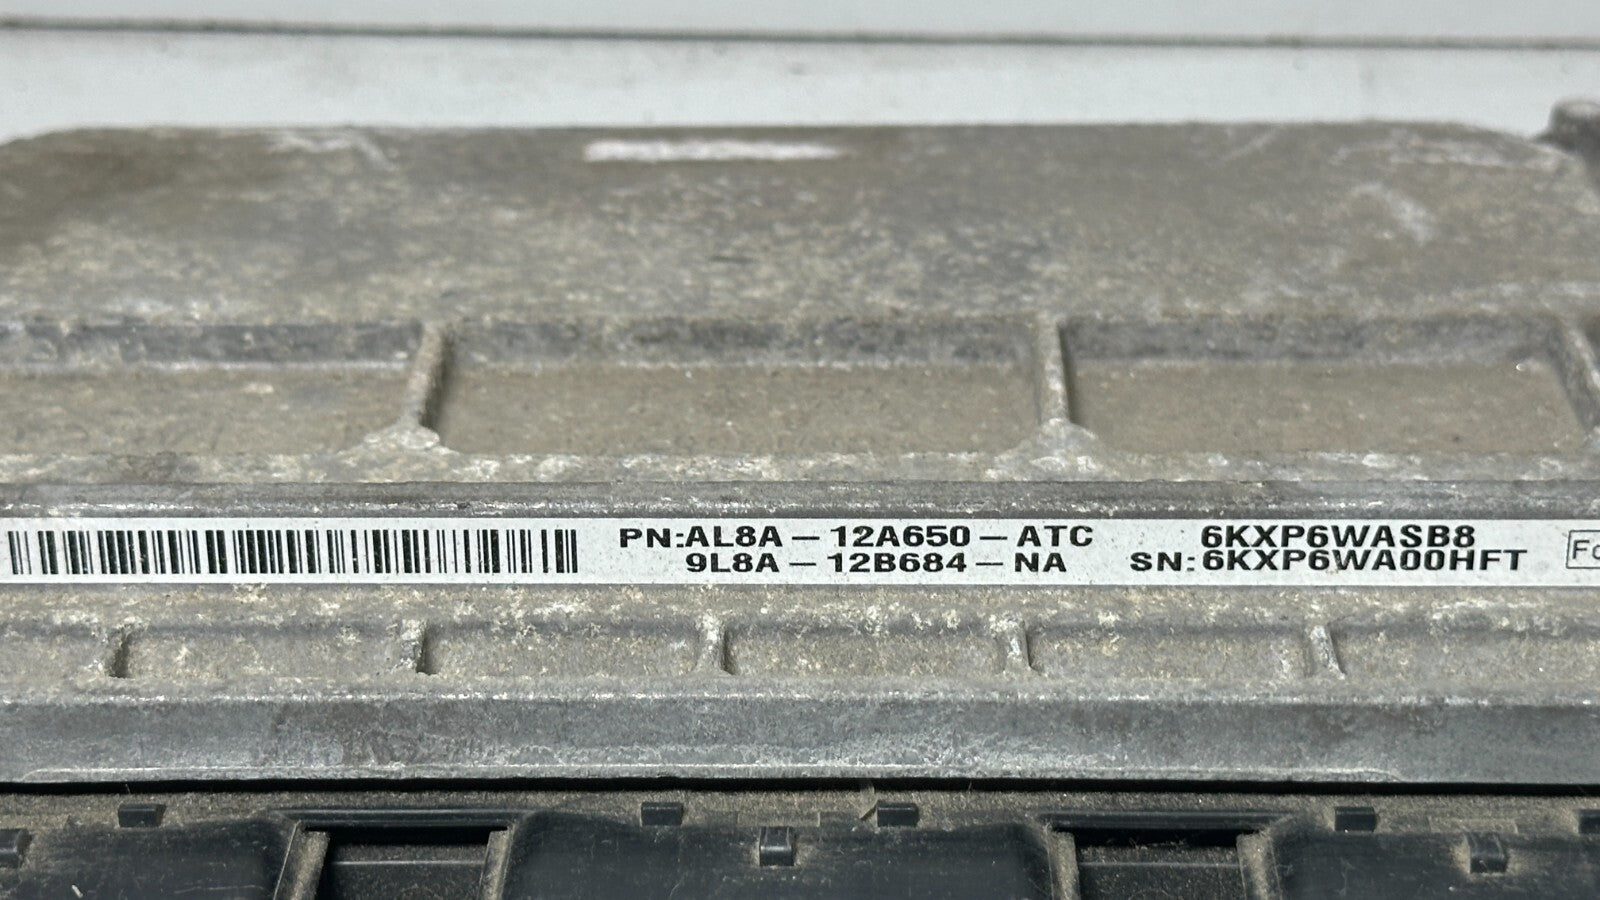 PN:AL8A-12A650-ATC 6KXP6WASB8
9L8A-12B684-NA SN:6KXP6WA00HFT